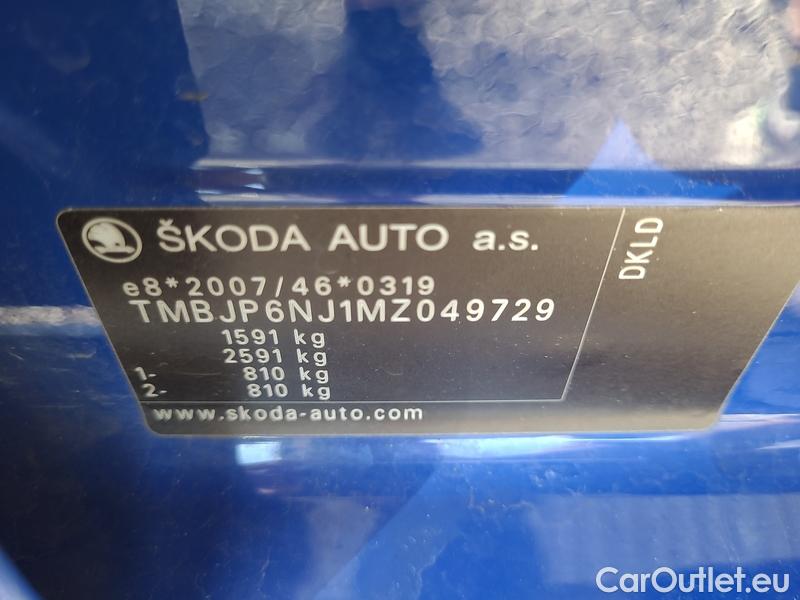 ŠKODA AUTO a.s.
DKLD
e8*2007/46*0319
TMBJP6NJ1MZ049729
1591 kg
2591 kg
1- 810 kg
2- 810 kg
www.skoda-auto.com
CarOutlet.eu